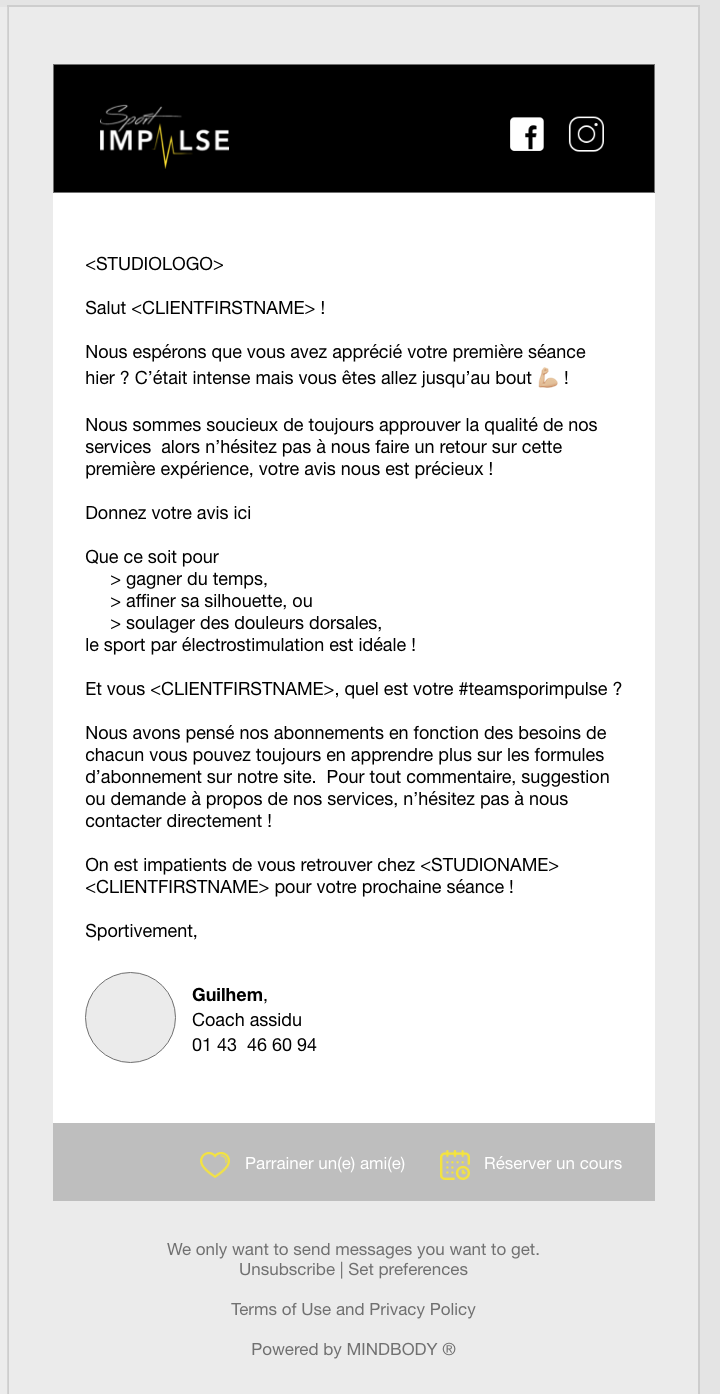 Sport
IMPULSE
<STUDIOLOGO>
Salut <CLIENTFIRSTNAME> !
Nous espérons que vous avez apprécié votre première séance
hier ? C’était intense mais vous êtes allez jusqu’au bout 💪🏼 !
Nous sommes soucieux de toujours approuver la qualité de nos
services  alors n’hésitez pas à nous faire un retour sur cette
première expérience, votre avis nous est précieux !
Donnez votre avis ici
Que ce soit pour
> gagner du temps,
> affiner sa silhouette, ou
> soulager des douleurs dorsales,
le sport par électrostimulation est idéale !
Et vous <CLIENTFIRSTNAME>, quel est votre #teamsporimpulse ?
Nous avons pensé nos abonnements en fonction des besoins de
chacun vous pouvez toujours en apprendre plus sur les formules
d’abonnement sur notre site.  Pour tout commentaire, suggestion
ou demande à propos de nos services, n’hésitez pas à nous
contacter directement !
On est impatients de vous retrouver chez <STUDIONAME>
<CLIENTFIRSTNAME> pour votre prochaine séance !
Sportivement,
Guilhem,
Coach assidu
01 43  46 60 94
Parrainer un(e) ami(e) Réserver un cours
We only want to send messages you want to get.
Unsubscribe | Set preferences
Terms of Use and Privacy Policy
Powered by MINDBODY ®